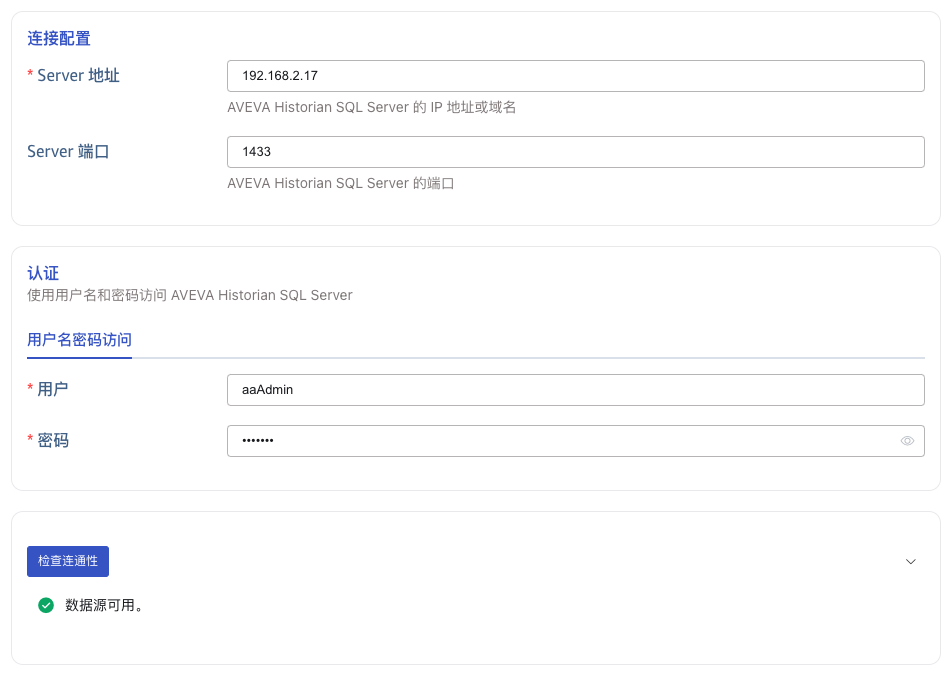 连接配置
* Server 地址
192.168.2.17
AVEVA Historian SQL Server 的 IP 地址或域名
Server 端口
1433
AVEVA Historian SQL Server 的端口
认证
使用用户名和密码访问 AVEVA Historian SQL Server
用户名密码访问
* 用户
aaAdmin
* 密码
•••••••
检查连通性
数据源可用。